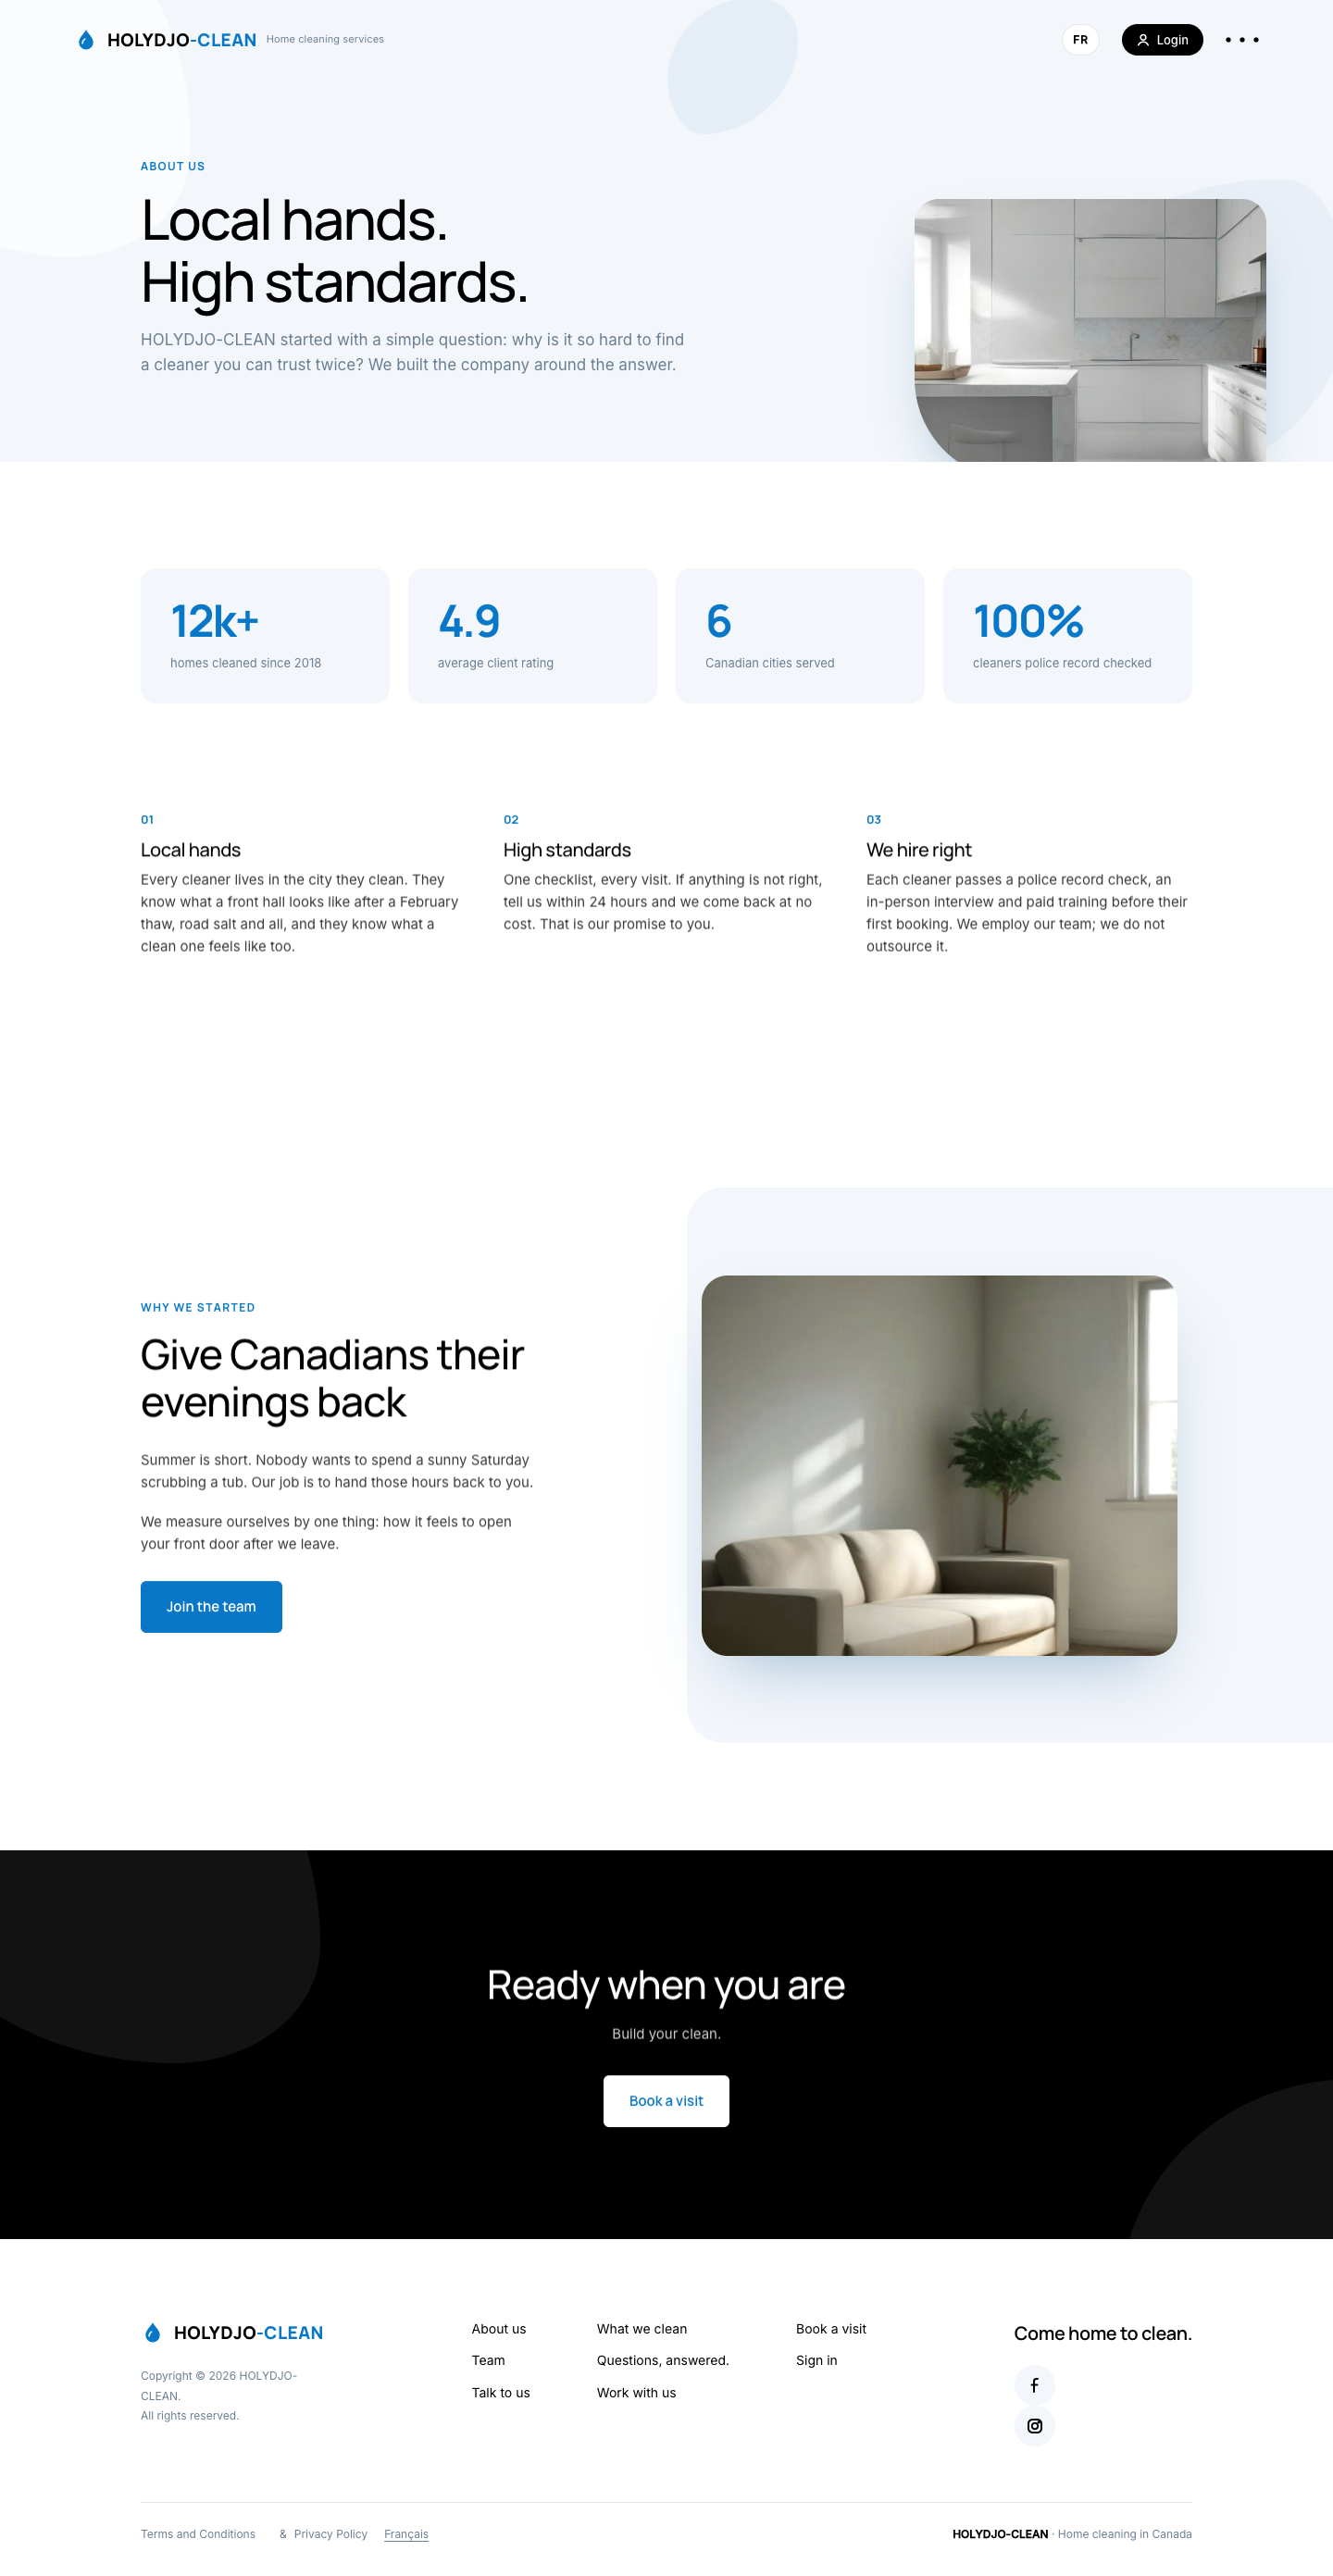 HOLYDJO-CLEAN Home cleaning services
FR
Login
ABOUT US
Local hands.
High standards.
HOLYDJO-CLEAN started with a simple question: why is it so hard to find
a cleaner you can trust twice? We built the company around the answer.
12k+
homes cleaned since 2018
4.9
average client rating
6
Canadian cities served
100%
cleaners police record checked
01
Local hands
Every cleaner lives in the city they clean. They
know what a front hall looks like after a February
thaw, road salt and all, and they know what a
clean one feels like too.
02
High standards
One checklist, every visit. If anything is not right,
tell us within 24 hours and we come back at no
cost. That is our promise to you.
03
We hire right
Each cleaner passes a police record check, an
in-person interview and paid training before their
first booking. We employ our team; we do not
outsource it.
WHY WE STARTED
Give Canadians their
evenings back
Summer is short. Nobody wants to spend a sunny Saturday
scrubbing a tub. Our job is to hand those hours back to you.
We measure ourselves by one thing: how it feels to open
your front door after we leave.
Join the team
Ready when you are
Build your clean.
Book a visit
HOLYDJO-CLEAN
Copyright © 2026 HOLYDJO-
CLEAN.
All rights reserved.
About us
Team
Talk to us
What we clean
Questions, answered.
Work with us
Book a visit
Sign in
Come home to clean.
Terms and Conditions & Privacy Policy Français
HOLYDJO-CLEAN · Home cleaning in Canada